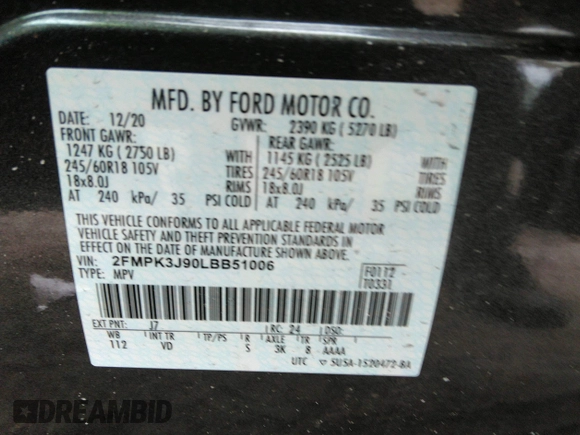 MFD. BY FORD MOTOR CO.
DATE: 12/20 GVWR: 2390 KG ( 5270 LB)
FRONT GAWR: REAR GAWR:
1247 KG ( 2750 LB) WITH 1145 KG ( 2525 LB) WITH
245/60R18 105V TIRES 245/60R18 105V TIRES
18x8.0J RIMS 18x8.0J RIMS
AT 240 kPa/ 35 PSI COLD AT 240 kPa/ 35 PSI COLD
THIS VEHICLE CONFORMS TO ALL APPLICABLE FEDERAL MOTOR
VEHICLE SAFETY AND THEFT PREVENTION STANDARDS IN
EFFECT ON THE DATE OF MANUFACTURE SHOWN ABOVE.
VIN: 2FMPK3J90LBB51006 F0112
TYPE: MPV T0331
EXT PNT: J7 RC: 24 DSO:
WB INT TR TP/PS R AXLE TR SPR
112 VD S 3K 8 AAAA
UTC ▽ 5USA-1520472-BA
DREAMBID